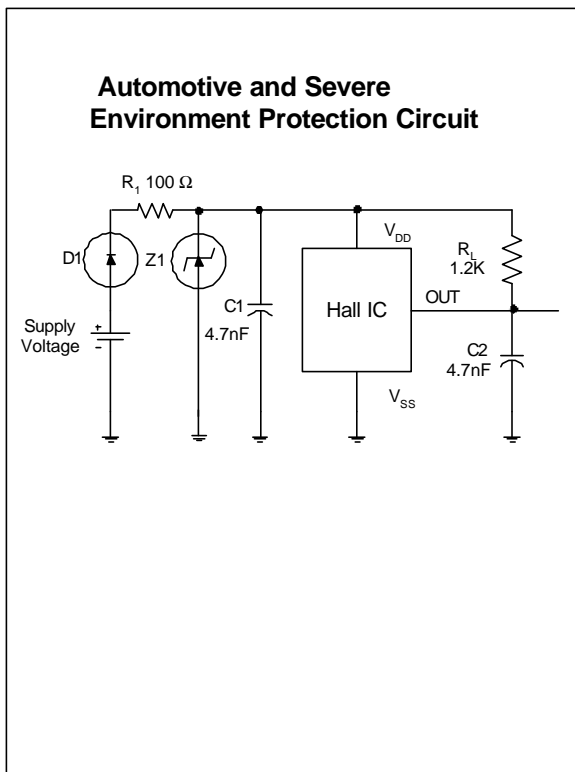 Automotive and Severe
Environment Protection Circuit
R1 100 Ω
D1
Z1
C1
4.7nF
Supply
Voltage
+
-
VDD
Hall IC
VSS
OUT
RL
1.2K
C2
4.7nF